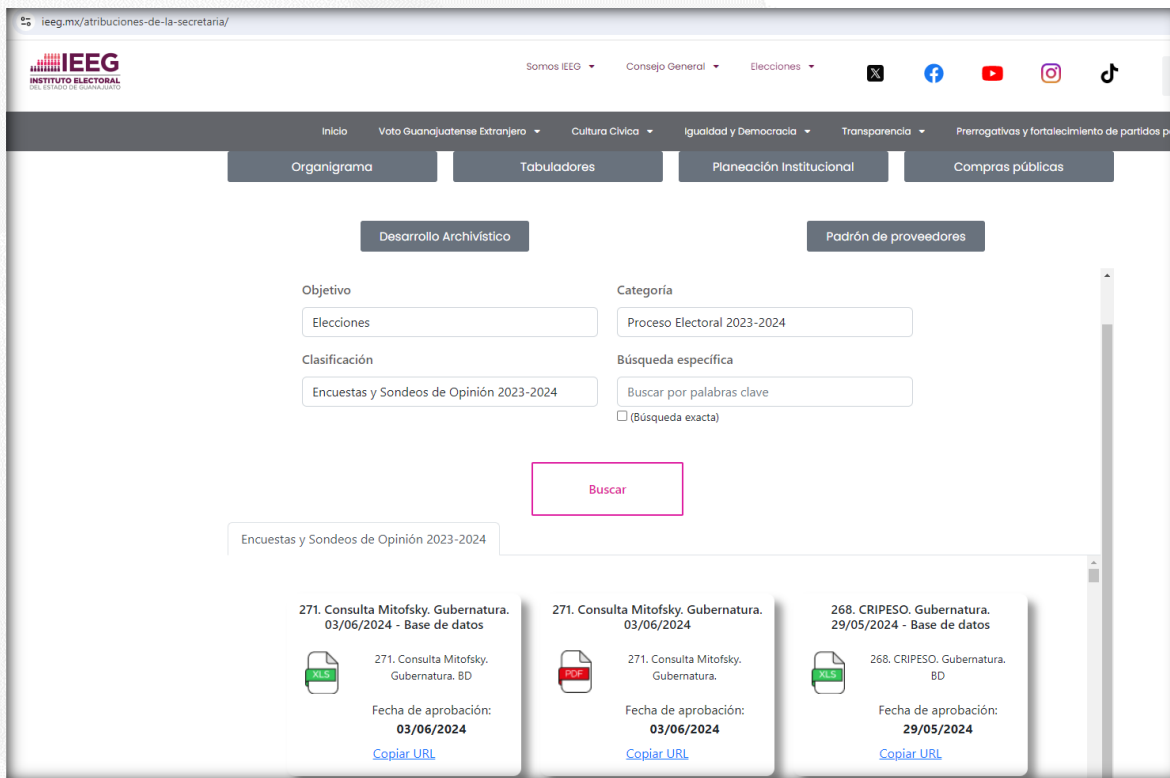 ieeg.mx/atribuciones-de-la-secretaria/
IEEG
INSTITUTO ELECTORAL
DEL ESTADO DE GUANAJUATO
Somos IEEG Consejo General Elecciones
Inicio Voto Guanajuatense Extranjero Cultura Cívica Igualdad y Democracia Transparencia Prerrogativas y fortalecimiento de partidos
Organigrama Tabuladores Planeación Institucional Compras públicas
Desarrollo Archivístico Padrón de proveedores
Objetivo Categoría
Elecciones Proceso Electoral 2023-2024
Clasificación Búsqueda específica
Encuestas y Sondeos de Opinión 2023-2024 Buscar por palabras clave
(Búsqueda exacta)
Buscar
Encuestas y Sondeos de Opinión 2023-2024
271. Consulta Mitofsky. Gubernatura.
03/06/2024 - Base de datos
XLS
271. Consulta Mitofsky.
Gubernatura. BD
Fecha de aprobación:
03/06/2024
Copiar URL
271. Consulta Mitofsky. Gubernatura.
03/06/2024
PDF
271. Consulta Mitofsky.
Gubernatura.
Fecha de aprobación:
03/06/2024
Copiar URL
268. CRIPESO. Gubernatura.
29/05/2024 - Base de datos
XLS
268. CRIPESO. Gubernatura.
BD
Fecha de aprobación:
29/05/2024
Copiar URL